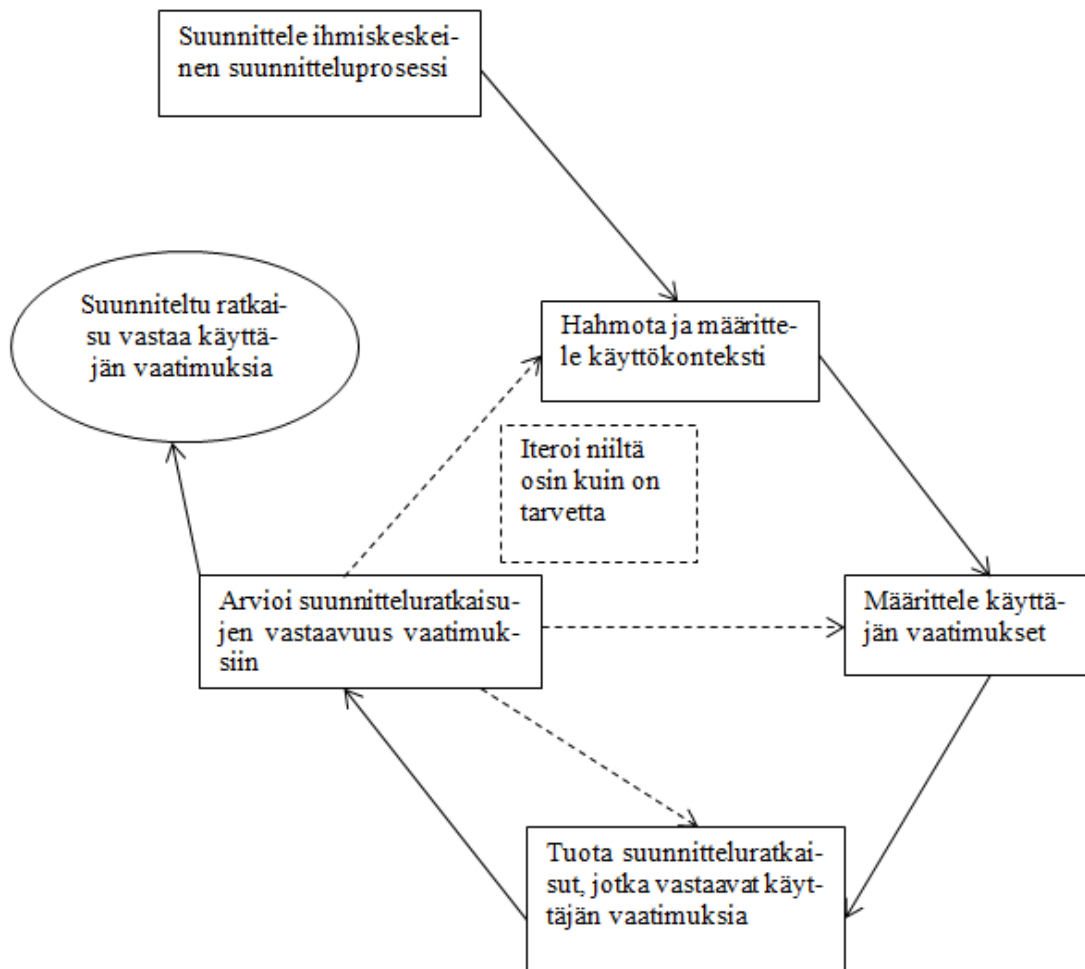 Suunnittele ihmiskeskei-
nen suunnitteluprosessi
Suunniteltu ratkai-
su vastaa käyttä-
jän vaatimuksia
Hahmota ja määritte-
le käyttökonteksti
Iteroi niiltä
osin kuin on
tarvetta
Arvioi suunnitteluratkaisu-
jen vastaavuus vaatimuk-
siin
Määrittele käyttä-
jän vaatimukset
Tuota suunnitteluratkai-
sut, jotka vastaavat käyt-
täjän vaatimuksia